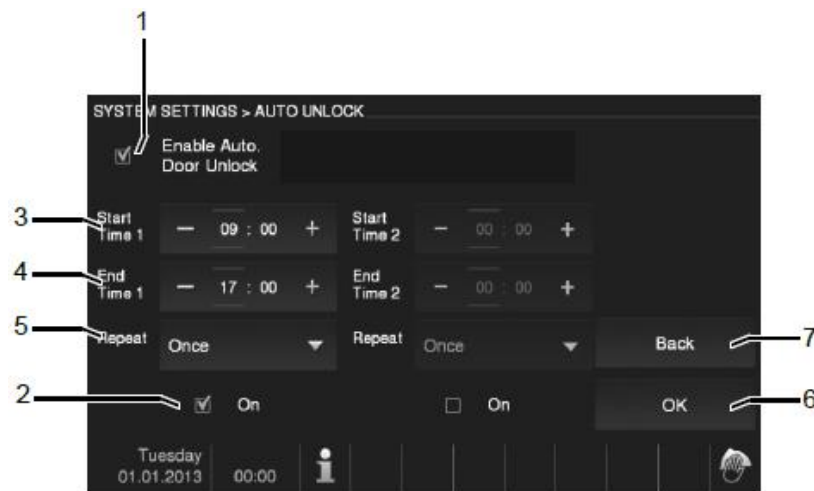 1
SYSTEM SETTINGS > AUTO UNLOCK
Enable Auto.
Door Unlock
3
Start
Time 1
— 09 : 00 +
Start
Time 2
— 00 : 00 +
4
End
Time 1
— 17 : 00 +
End
Time 2
— 00 : 00 +
5
Repeat
Once
Repeat
Once
Back
7
2
On
On
OK
6
Tuesday
01.01.2013
00:00